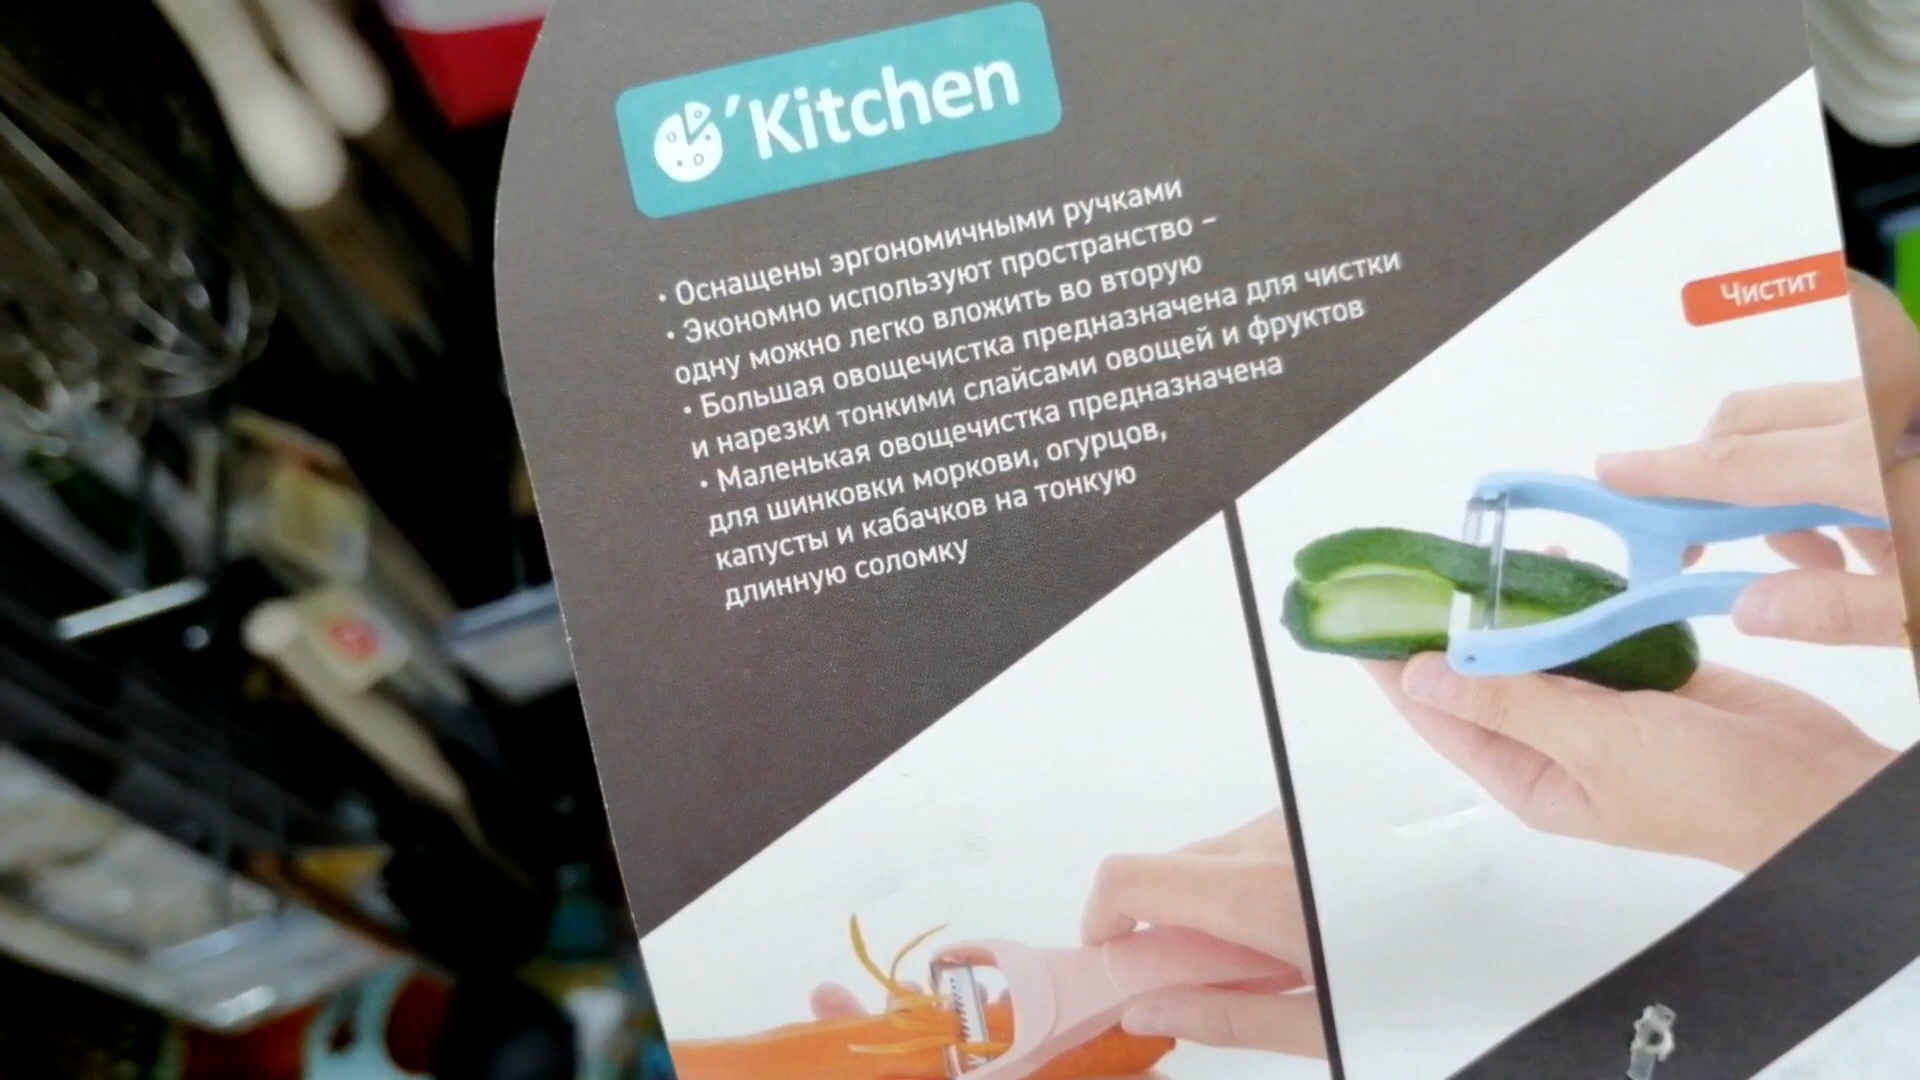 'Kitchen
• Оснащены эргономичными ручками
• Экономно используют пространство –
одну можно легко вложить во вторую
• Большая овощечистка предназначена для чистки
и нарезки тонкими слайсами овощей и фруктов
• Маленькая овощечистка предназначена
для шинковки моркови, огурцов,
капусты и кабачков на тонкую
длинную соломку
Чистит